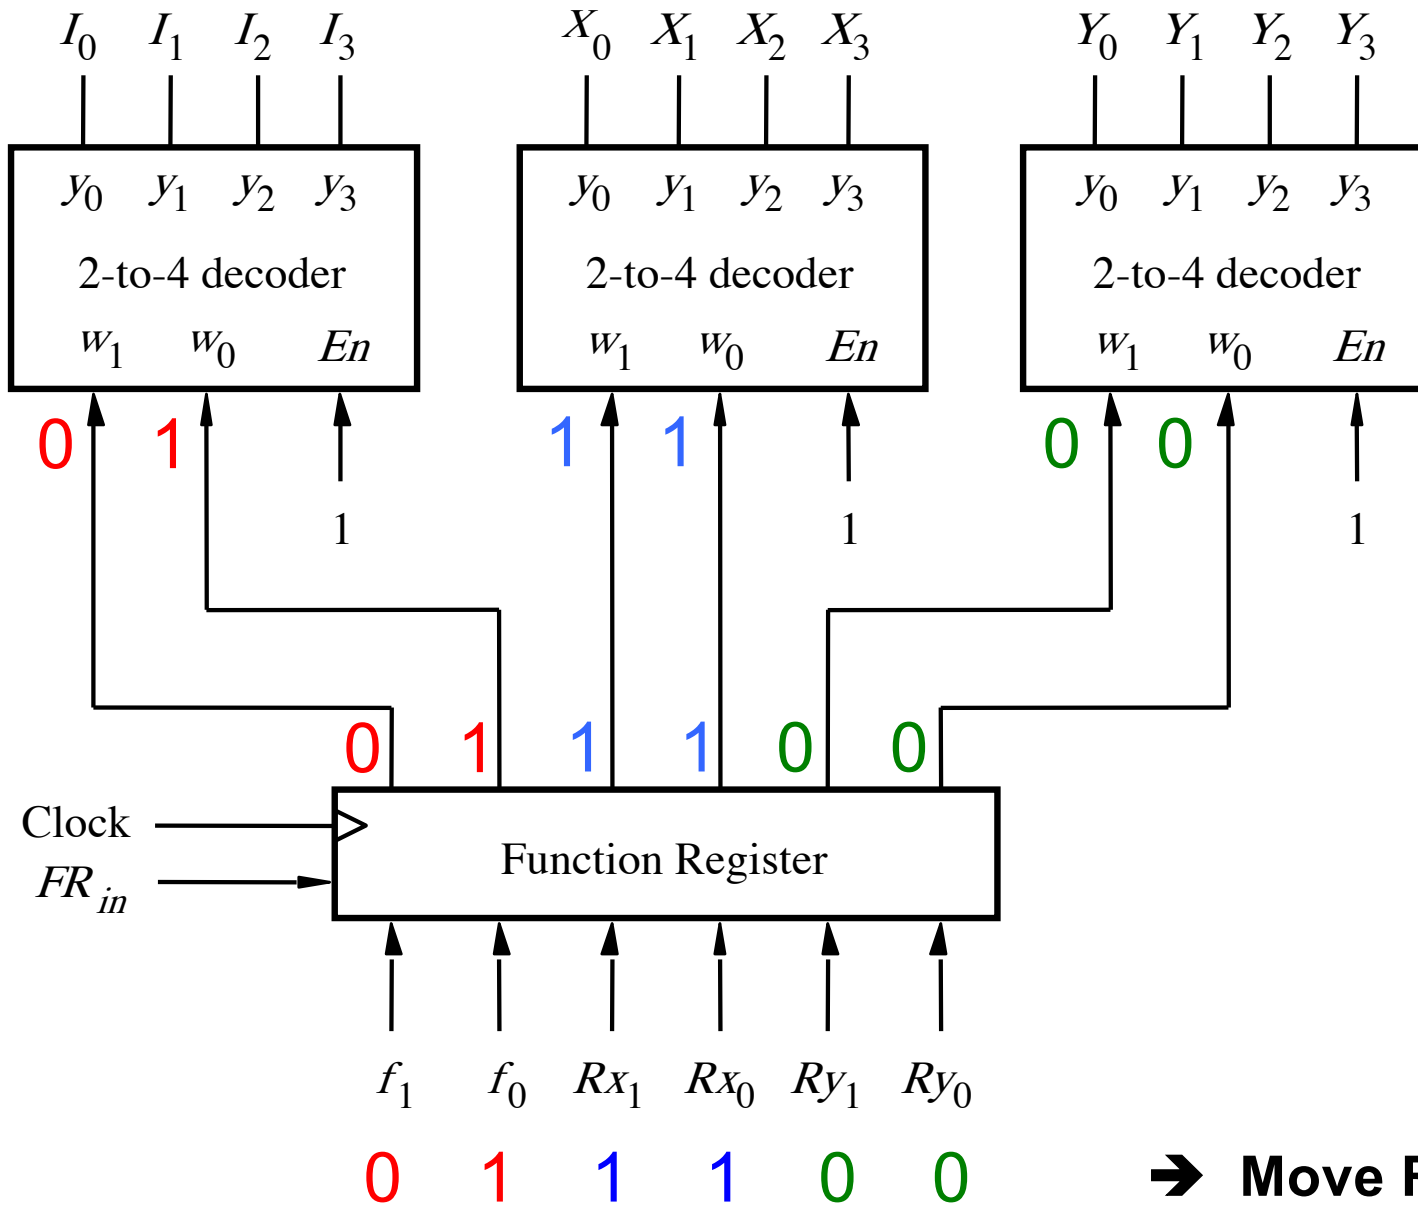 I0 I1 I2 I3 X0 X1 X2 X3 Y0 Y1 Y2 Y3
y0 y1 y2 y3 y0 y1 y2 y3 y0 y1 y2 y3
2-to-4 decoder 2-to-4 decoder 2-to-4 decoder
w1 w0 En w1 w0 En w1 w0 En
0 1 1 1 0 0
1 1 1
0 1 1 1 0 0
Clock
Function Register
FR in
f1 f0 Rx1 Rx0 Ry1 Ry0
0 1 1 1 0 0 ➔ Move